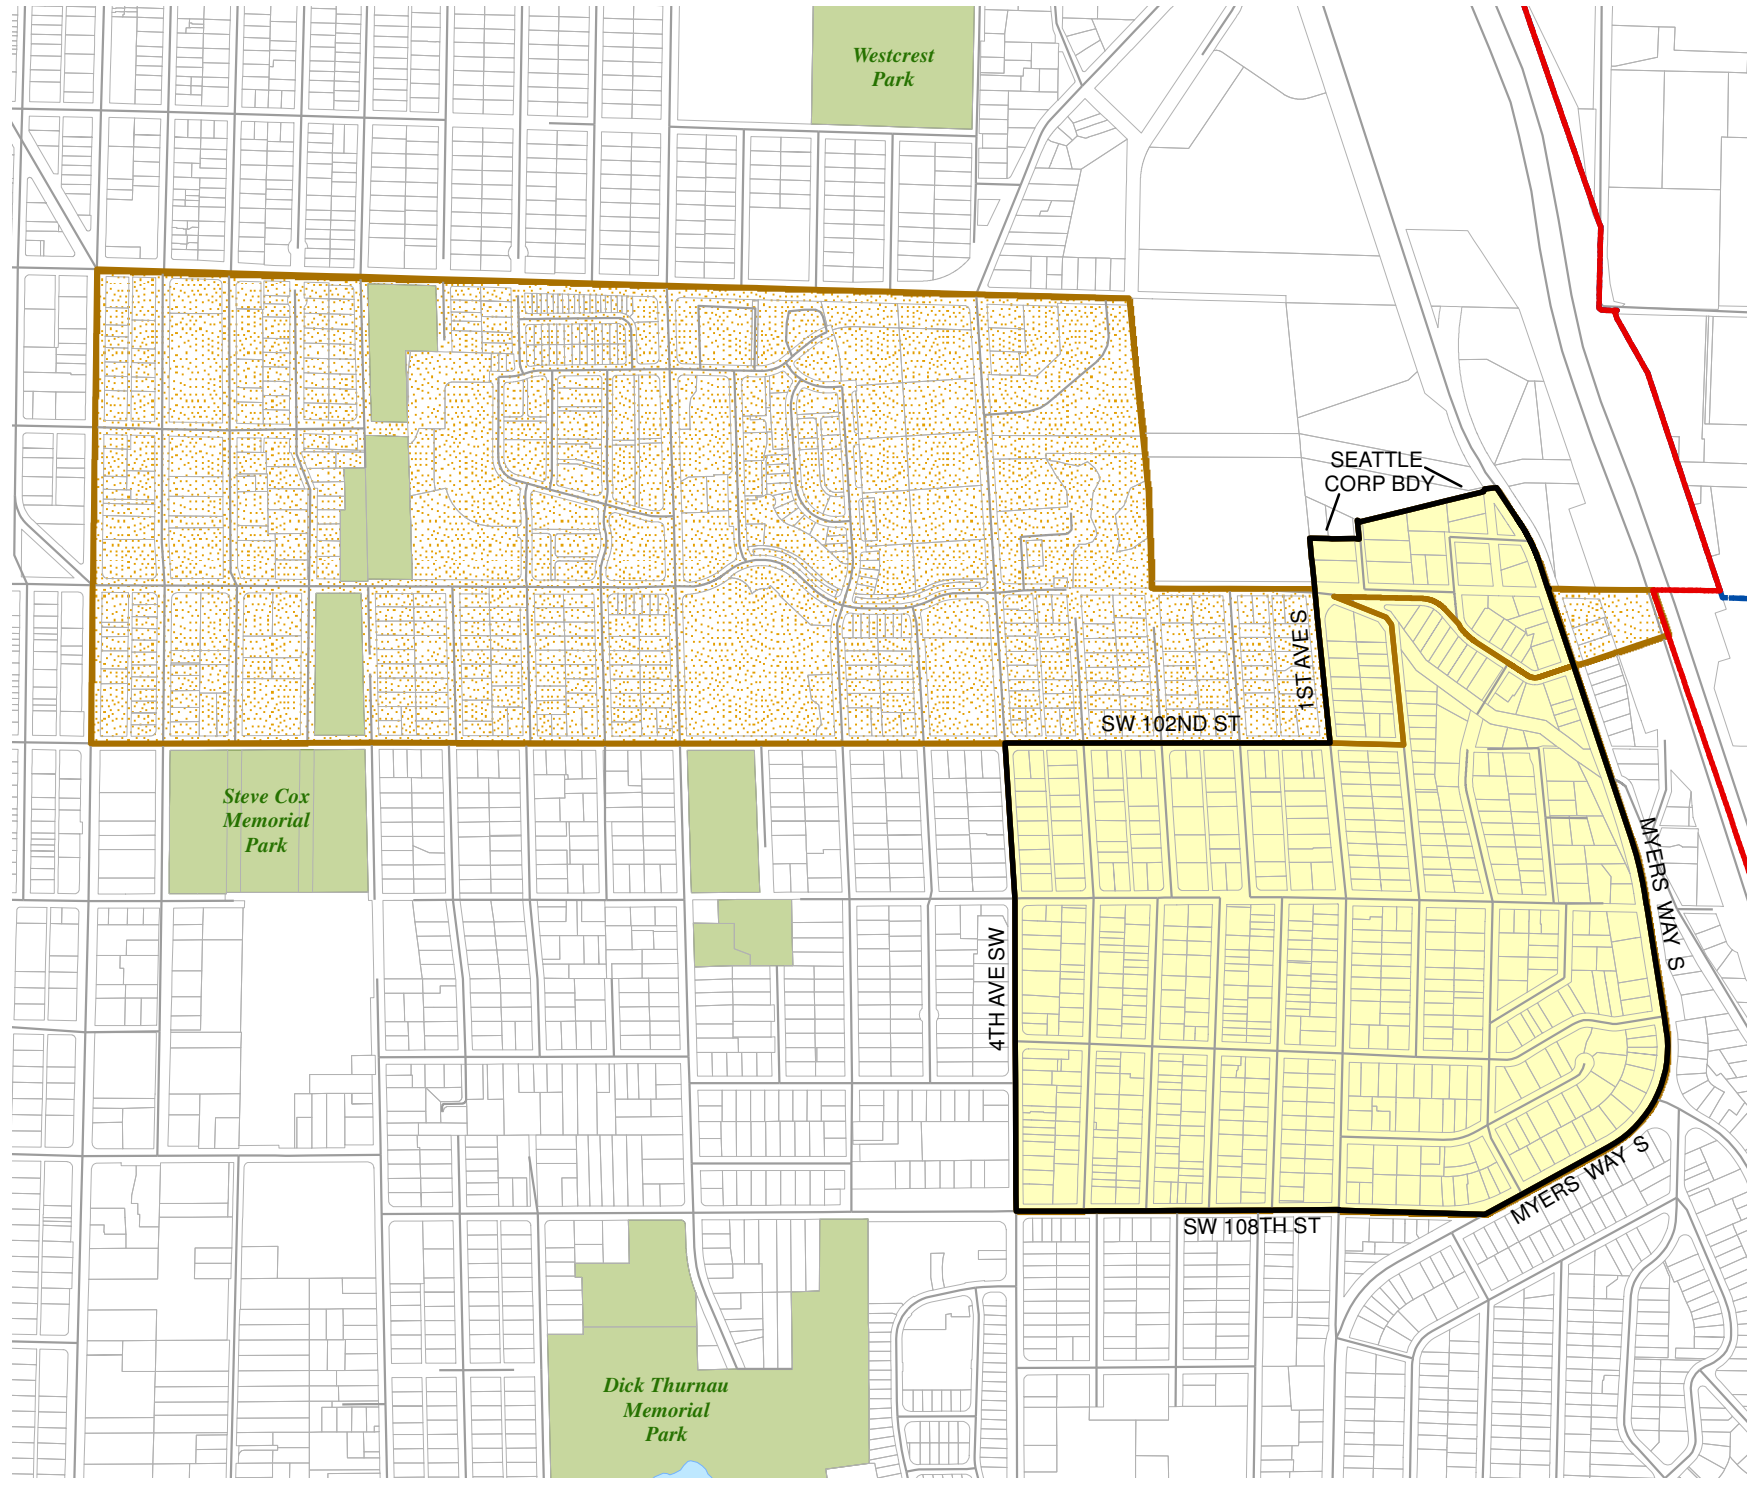 Westcrest
Park
SEATTLE
CORP BDY
1ST AVE S
SW 102ND ST
Steve Cox
Memorial
Park
MYERS WAY S
4TH AVE SW
MYERS WAY S
SW 108TH ST
Dick Thurnau
Memorial
Park